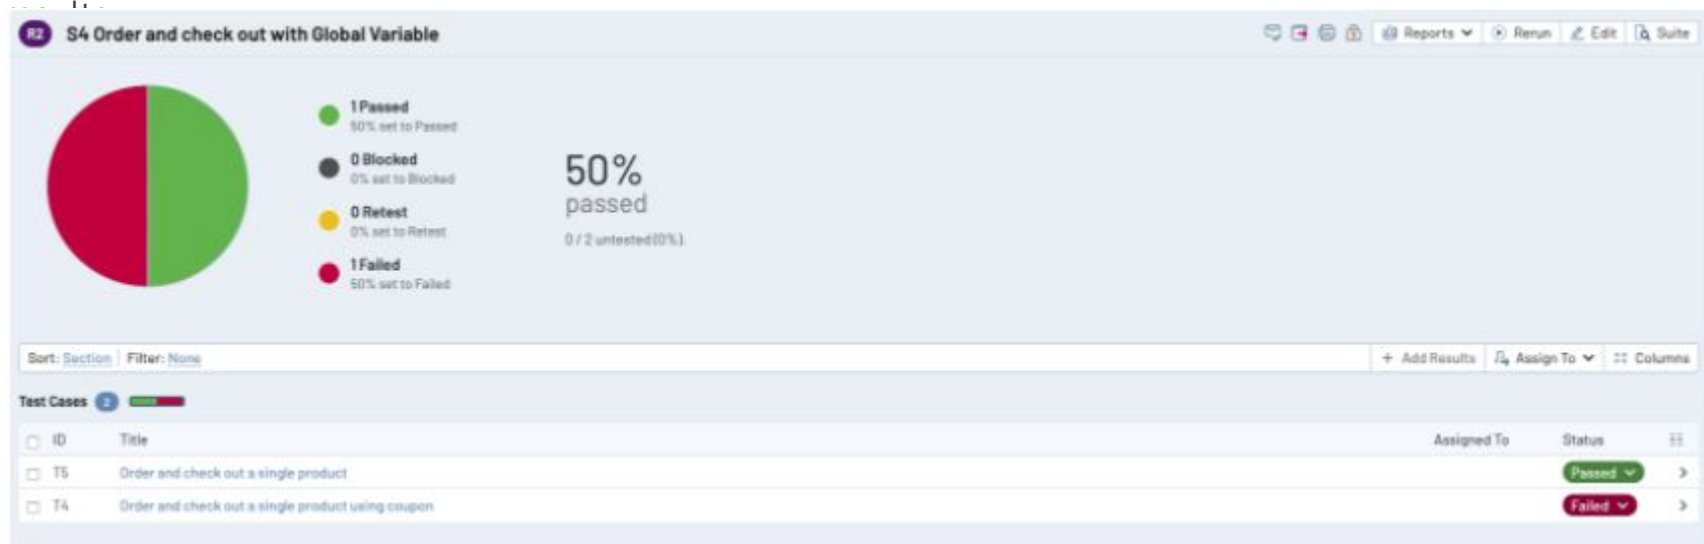 R2 S4 Order and check out with Global Variable Reports Rerun Edit Suite
1 Passed
50% set to Passed
0 Blocked
0% set to Blocked
0 Retest
0% set to Retest
1 Failed
50% set to Failed
50%
passed
0 / 2 untested (0%).
Sort: Section Filter: None + Add Results Assign To Columns
Test Cases 2
ID Title Assigned To Status
T5 Order and check out a single product Passed
T4 Order and check out a single product using coupon Failed